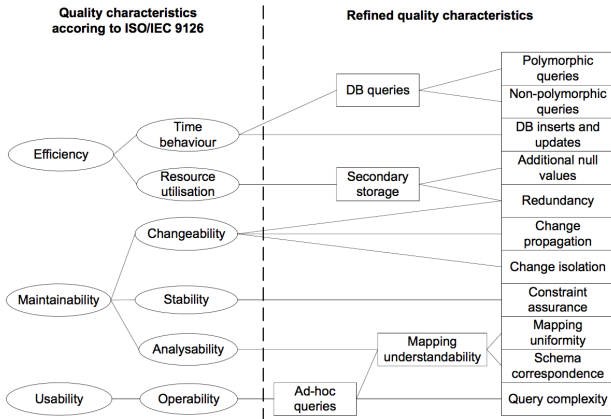 Quality characteristics
accoring to ISO/IEC 9126
Refined quality characteristics
Polymorphic
queries
DB queries
Non-polymorphic
queries
Time
behaviour
DB inserts and
updates
Efficiency
Additional null
values
Resource
utilisation
Secondary
storage
Redundancy
Changeability
Change
propagation
Change isolation
Maintainability
Stability
Constraint
assurance
Mapping
uniformity
Analysability
Mapping
understandability
Schema
correspondence
Usability
Operability
Ad-hoc
queries
Query complexity